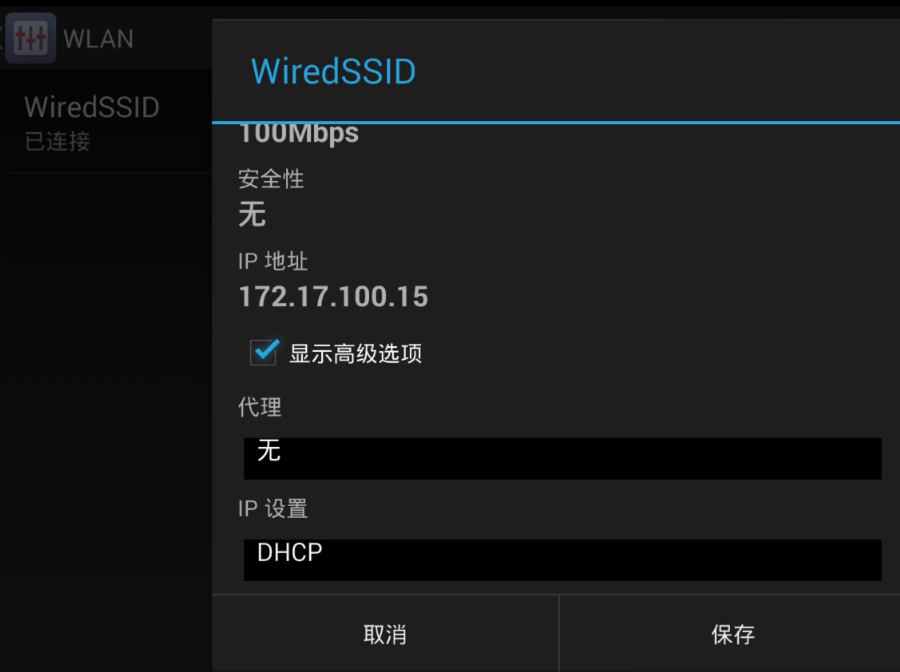 WLAN
WiredSSID
已连接
WiredSSID
100Mbps
安全性
无
IP 地址
172.17.100.15
显示高级选项
代理
无
IP 设置
DHCP
取消
保存